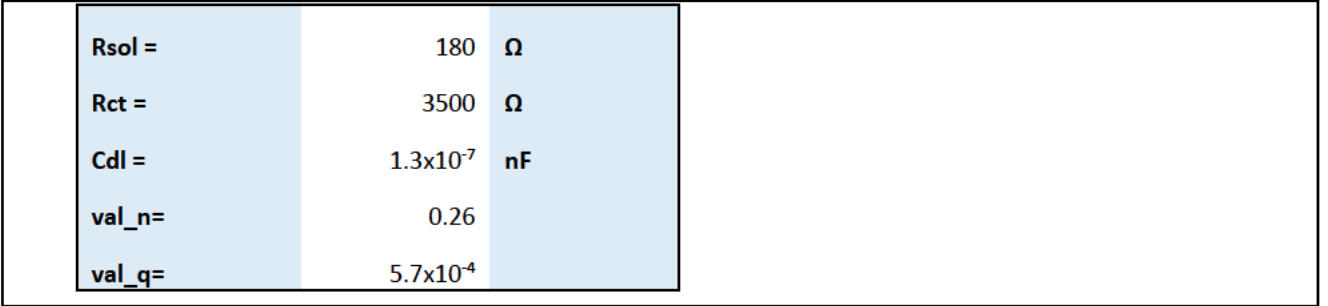 Rsol = 180 Ω
Rct = 3500 Ω
Cdl = 1.3x10⁻⁷ nF
val_n= 0.26
val_q= 5.7x10⁻⁴